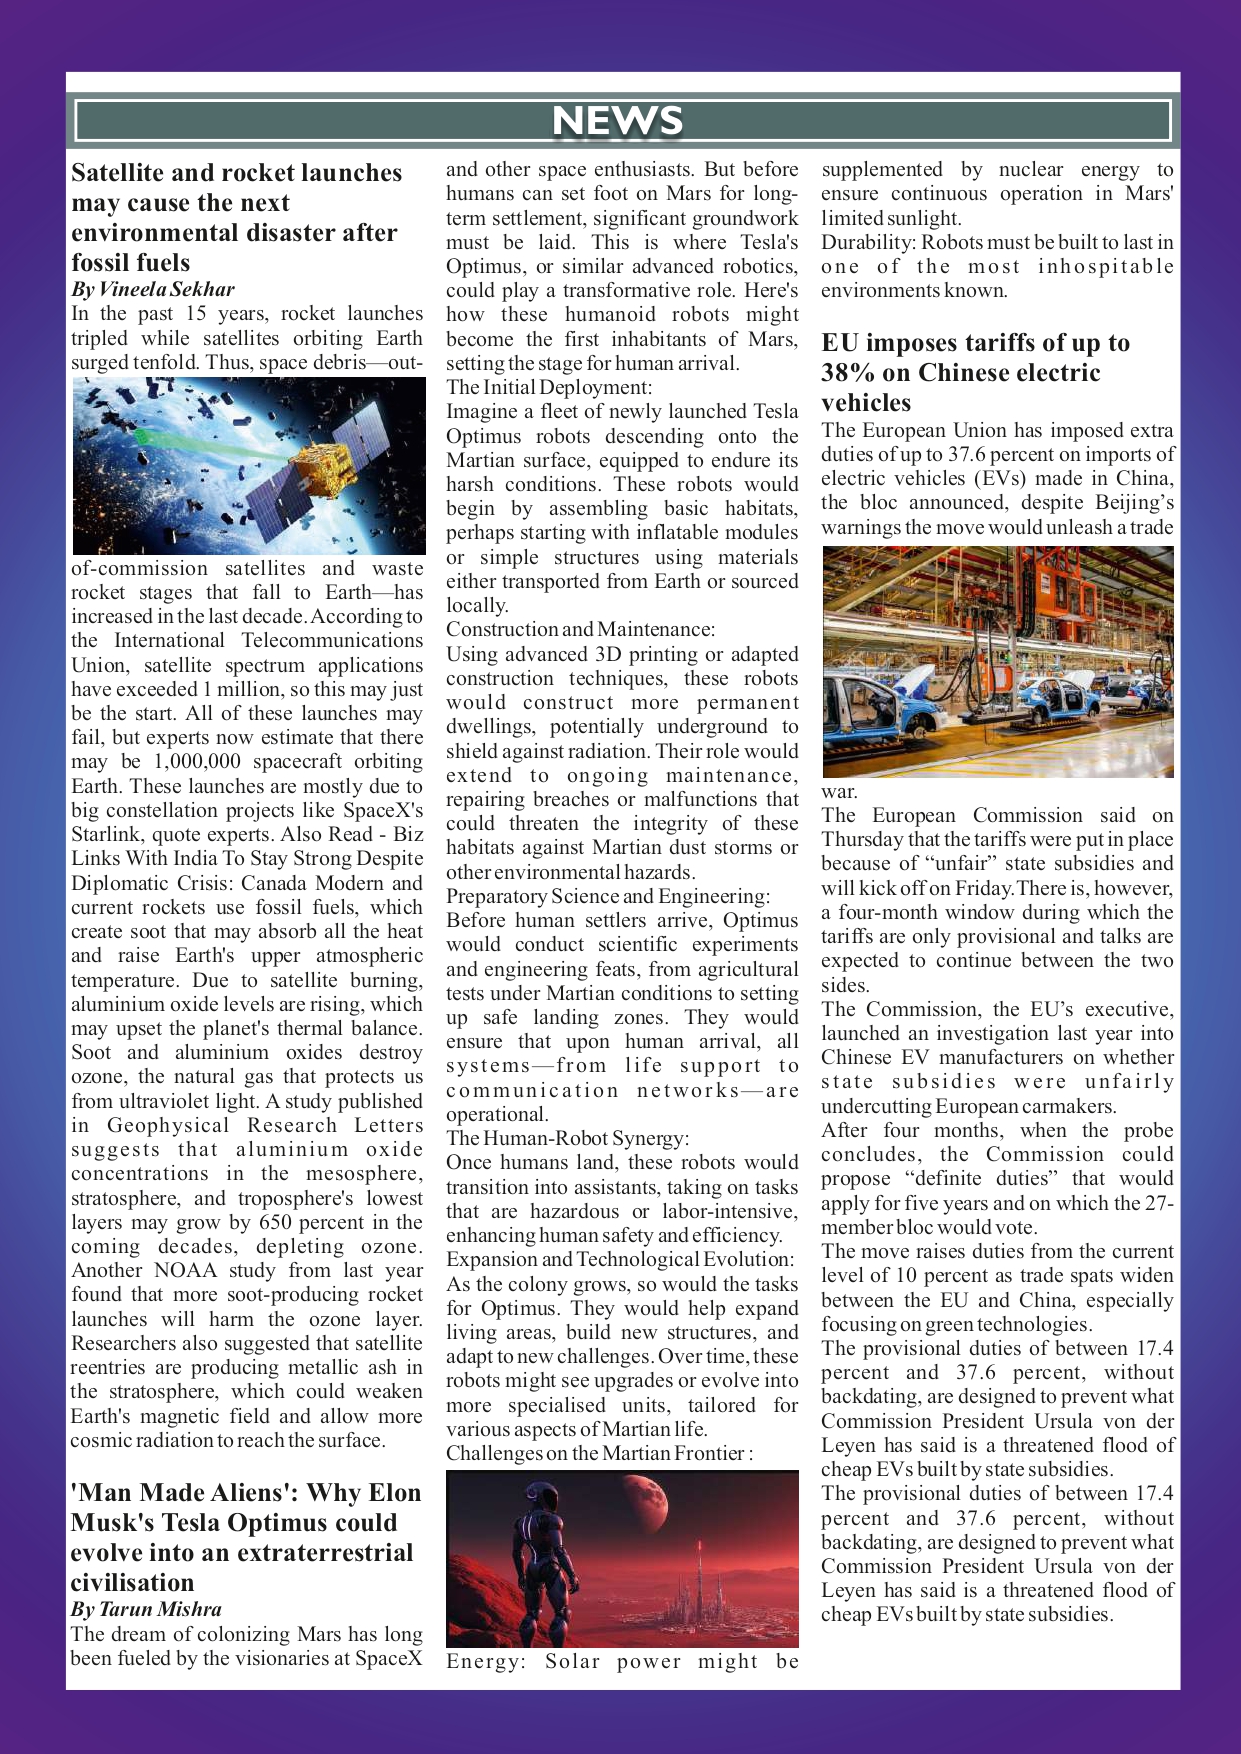 NEWS
Satellite and rocket launches
may cause the next
environmental disaster after
fossil fuels
By Vineela Sekhar
In the past 15 years, rocket launches
tripled while satellites orbiting Earth
surged tenfold. Thus, space debris—out-
of-commission satellites and waste
rocket stages that fall to Earth—has
increased in the last decade. According to
the International Telecommunications
Union, satellite spectrum applications
have exceeded 1 million, so this may just
be the start. All of these launches may
fail, but experts now estimate that there
may be 1,000,000 spacecraft orbiting
Earth. These launches are mostly due to
big constellation projects like SpaceX's
Starlink, quote experts. Also Read - Biz
Links With India To Stay Strong Despite
Diplomatic Crisis: Canada Modern and
current rockets use fossil fuels, which
create soot that may absorb all the heat
and raise Earth's upper atmospheric
temperature. Due to satellite burning,
aluminium oxide levels are rising, which
may upset the planet's thermal balance.
Soot and aluminium oxides destroy
ozone, the natural gas that protects us
from ultraviolet light. A study published
in Geophysical Research Letters
suggests that aluminium oxide
concentrations in the mesosphere,
stratosphere, and troposphere's lowest
layers may grow by 650 percent in the
coming decades, depleting ozone.
Another NOAA study from last year
found that more soot-producing rocket
launches will harm the ozone layer.
Researchers also suggested that satellite
reentries are producing metallic ash in
the stratosphere, which could weaken
Earth's magnetic field and allow more
cosmic radiation to reach the surface.
'Man Made Aliens': Why Elon
Musk's Tesla Optimus could
evolve into an extraterrestrial
civilisation
By Tarun Mishra
The dream of colonizing Mars has long
been fueled by the visionaries at SpaceX
and other space enthusiasts. But before
humans can set foot on Mars for long-
term settlement, significant groundwork
must be laid. This is where Tesla's
Optimus, or similar advanced robotics,
could play a transformative role. Here's
how these humanoid robots might
become the first inhabitants of Mars,
setting the stage for human arrival.
The Initial Deployment:
Imagine a fleet of newly launched Tesla
Optimus robots descending onto the
Martian surface, equipped to endure its
harsh conditions. These robots would
begin by assembling basic habitats,
perhaps starting with inflatable modules
or simple structures using materials
either transported from Earth or sourced
locally.
Construction and Maintenance:
Using advanced 3D printing or adapted
construction techniques, these robots
would construct more permanent
dwellings, potentially underground to
shield against radiation. Their role would
extend to ongoing maintenance,
repairing breaches or malfunctions that
could threaten the integrity of these
habitats against Martian dust storms or
other environmental hazards.
Preparatory Science and Engineering:
Before human settlers arrive, Optimus
would conduct scientific experiments
and engineering feats, from agricultural
tests under Martian conditions to setting
up safe landing zones. They would
ensure that upon human arrival, all
systems—from life support to
communication networks—are
operational.
The Human-Robot Synergy:
Once humans land, these robots would
transition into assistants, taking on tasks
that are hazardous or labor-intensive,
enhancing human safety and efficiency.
Expansion and Technological Evolution:
As the colony grows, so would the tasks
for Optimus. They would help expand
living areas, build new structures, and
adapt to new challenges. Over time, these
robots might see upgrades or evolve into
more specialised units, tailored for
various aspects of Martian life.
Challenges on the Martian Frontier :
Energy: Solar power might be
supplemented by nuclear energy to
ensure continuous operation in Mars'
limited sunlight.
Durability: Robots must be built to last in
one of the most inhospitable
environments known.
EU imposes tariffs of up to
38% on Chinese electric
vehicles
The European Union has imposed extra
duties of up to 37.6 percent on imports of
electric vehicles (EVs) made in China,
the bloc announced, despite Beijing’s
warnings the move would unleash a trade
war.
The European Commission said on
Thursday that the tariffs were put in place
because of “unfair” state subsidies and
will kick off on Friday.There is, however,
a four-month window during which the
tariffs are only provisional and talks are
expected to continue between the two
sides.
The Commission, the EU’s executive,
launched an investigation last year into
Chinese EV manufacturers on whether
state subsidies were unfairly
undercutting European carmakers.
After four months, when the probe
concludes, the Commission could
propose “definite duties” that would
apply for five years and on which the 27-
member bloc would vote.
The move raises duties from the current
level of 10 percent as trade spats widen
between the EU and China, especially
focusing on green technologies.
The provisional duties of between 17.4
percent and 37.6 percent, without
backdating, are designed to prevent what
Commission President Ursula von der
Leyen has said is a threatened flood of
cheap EVs built by state subsidies.
The provisional duties of between 17.4
percent and 37.6 percent, without
backdating, are designed to prevent what
Commission President Ursula von der
Leyen has said is a threatened flood of
cheap EVs built by state subsidies.